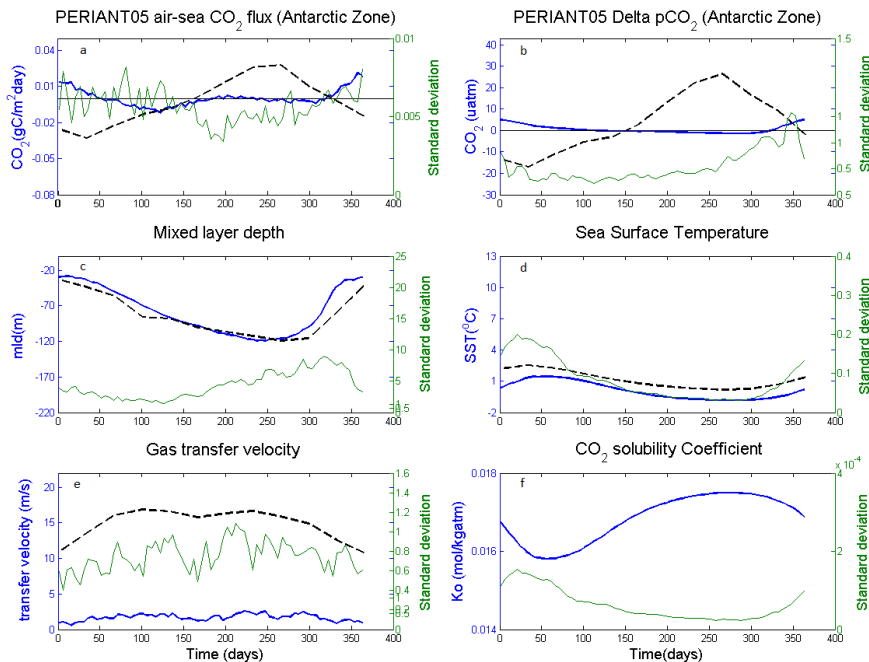 PERIANT05 air-sea CO2 flux (Antarctic Zone)
PERIANT05 Delta pCO2 (Antarctic Zone)
a
0.04
0.01
-0.02
-0.05
-0.08
CO2(gC/m2day)
0.01
0.005
0
Standard deviation
0 50 100 150 200 250 300 350 400
b
40
30
20
10
0
-10
-20
-30
CO2 (uatm)
1.5
1
1
0.5
0.5
Standard deviation
0 50 100 150 200 250 300 350 400
Mixed layer depth
Sea Surface Temperature
c
-20
-70
-120
-170
-220
mld(m)
25
20
15
10
5
1
0.5
0
Standard deviation
0 50 100 150 200 250 300 350 400
d
13
10
7
4
1
-2
SST(0C)
0.4
0.3
0.2
0.1
0
Standard deviation
0 50 100 150 200 250 300 350 400
Gas transfer velocity
CO2 solubility Coefficient
e
20
15
10
5
0
transfer velocity (m/s)
1.6
1.4
1.2
1
0.8
0.6
0.4
0.2
0
Standard deviation
0 50 100 150 200 250 300 350 400
Time (days)
f
0.018
0.016
0.014
Ko (mol/kgatm)
x 10-4
4
2
0
Standard deviation
0 50 100 150 200 250 300 350 400
Time(days)